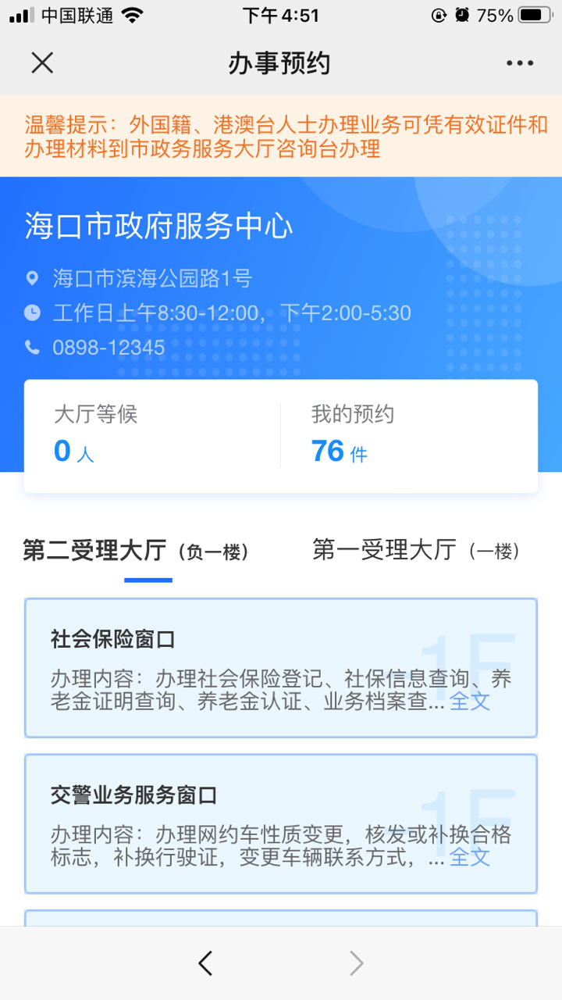 中国联通
下午4:51
75%
办事预约
温馨提示：外国籍、港澳台人士办理业务可凭有效证件和
办理材料到市政务服务大厅咨询台办理
海口市政府服务中心
海口市滨海公园路1号
工作日上午8:30-12:00，下午2:00-5:30
0898-12345
大厅等候
0 人
我的预约
76 件
第二受理大厅（负一楼）
第一受理大厅（一楼）
社会保险窗口
-1F
办理内容：办理社会保险登记、社保信息查询、养
老金证明查询、养老金认证、业务档案查... 全文
交警业务服务窗口
-1F
办理内容：办理网约车性质变更，核发或补换合格
标志，补换行驶证，变更车辆联系方式，... 全文